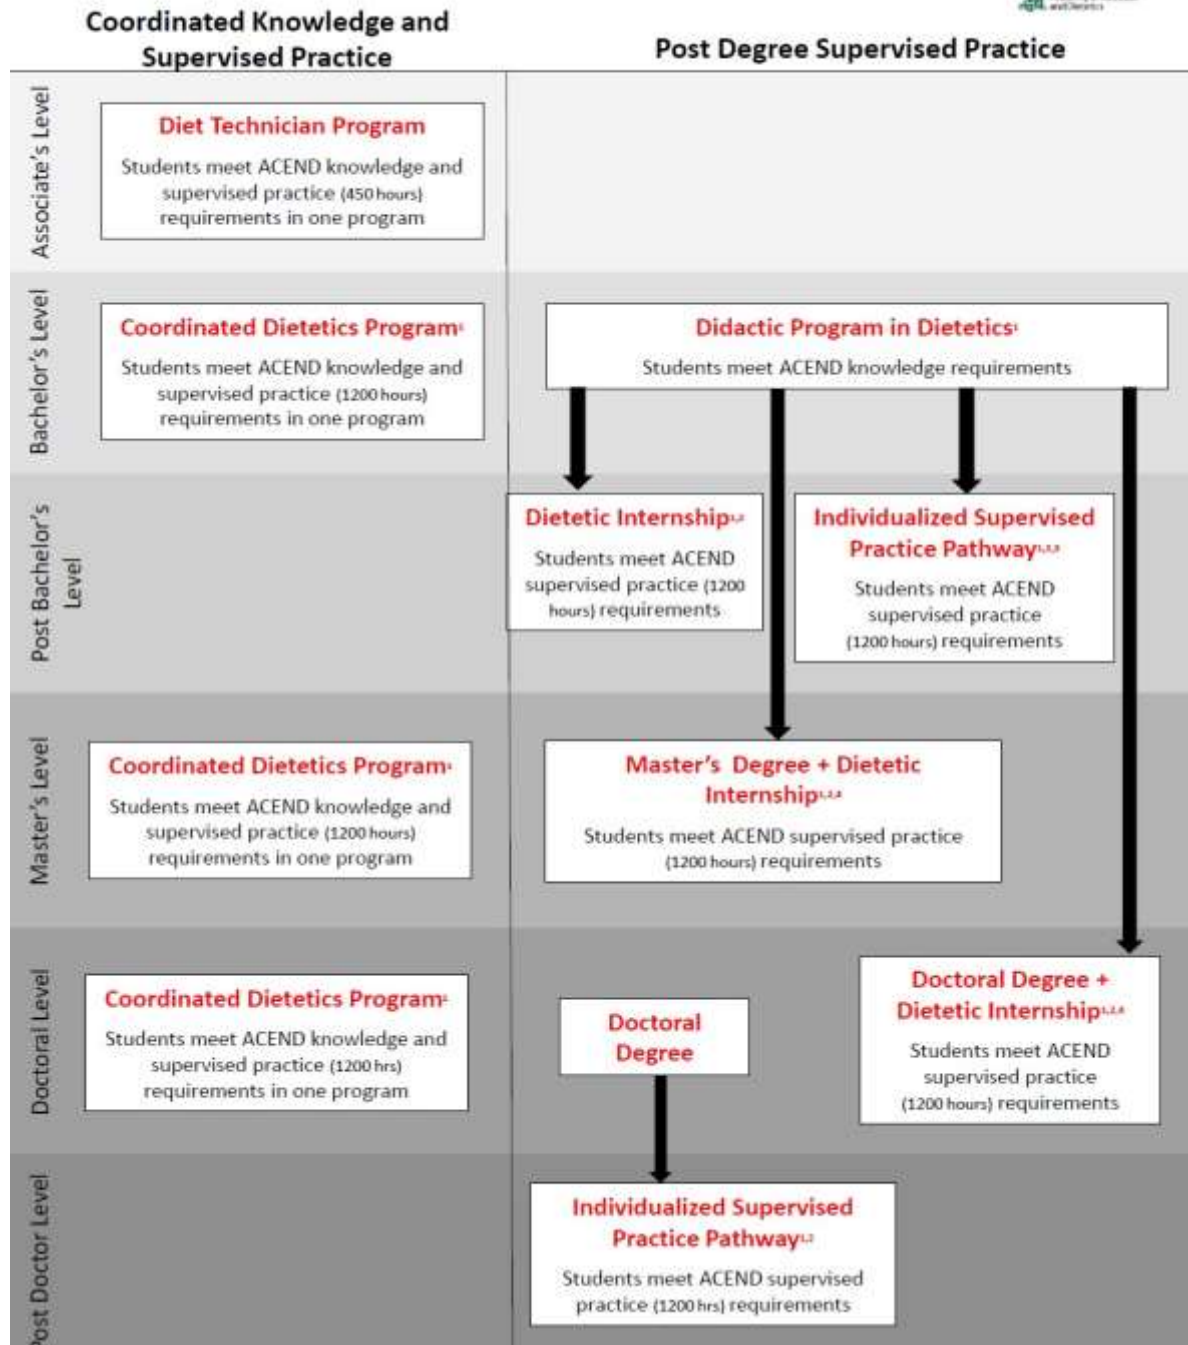 and Dietetics
Coordinated Knowledge and
Supervised Practice
Post Degree Supervised Practice
Associate's Level
Diet Technician Program
Students meet ACEND knowledge and
supervised practice (450 hours)
requirements in one program
Bachelor's Level
Coordinated Dietetics Program
Students meet ACEND knowledge and
supervised practice (1200 hours)
requirements in one program
Didactic Program in Dietetics¹
Students meet ACEND knowledge requirements
Post Bachelor's
Level
Dietetic Internship¹,²
Students meet ACEND
supervised practice (1200
hours) requirements
Individualized Supervised
Practice Pathway
Students meet ACEND
supervised practice
(1200 hours) requirements
Master's Level
Coordinated Dietetics Program
Students meet ACEND knowledge and
supervised practice (1200 hours)
requirements in one program
Master's Degree + Dietetic
Internship
Students meet ACEND supervised practice
(1200 hours) requirements
Doctoral Level
Coordinated Dietetics Program
Students meet ACEND knowledge and
supervised practice (1200 hrs)
requirements in one program
Doctoral
Degree
Doctoral Degree +
Dietetic Internship
Students meet ACEND
supervised practice
(1200 hours) requirements
Post Doctor Level
Individualized Supervised
Practice Pathway¹,²
Students meet ACEND supervised
practice (1200 hrs) requirements